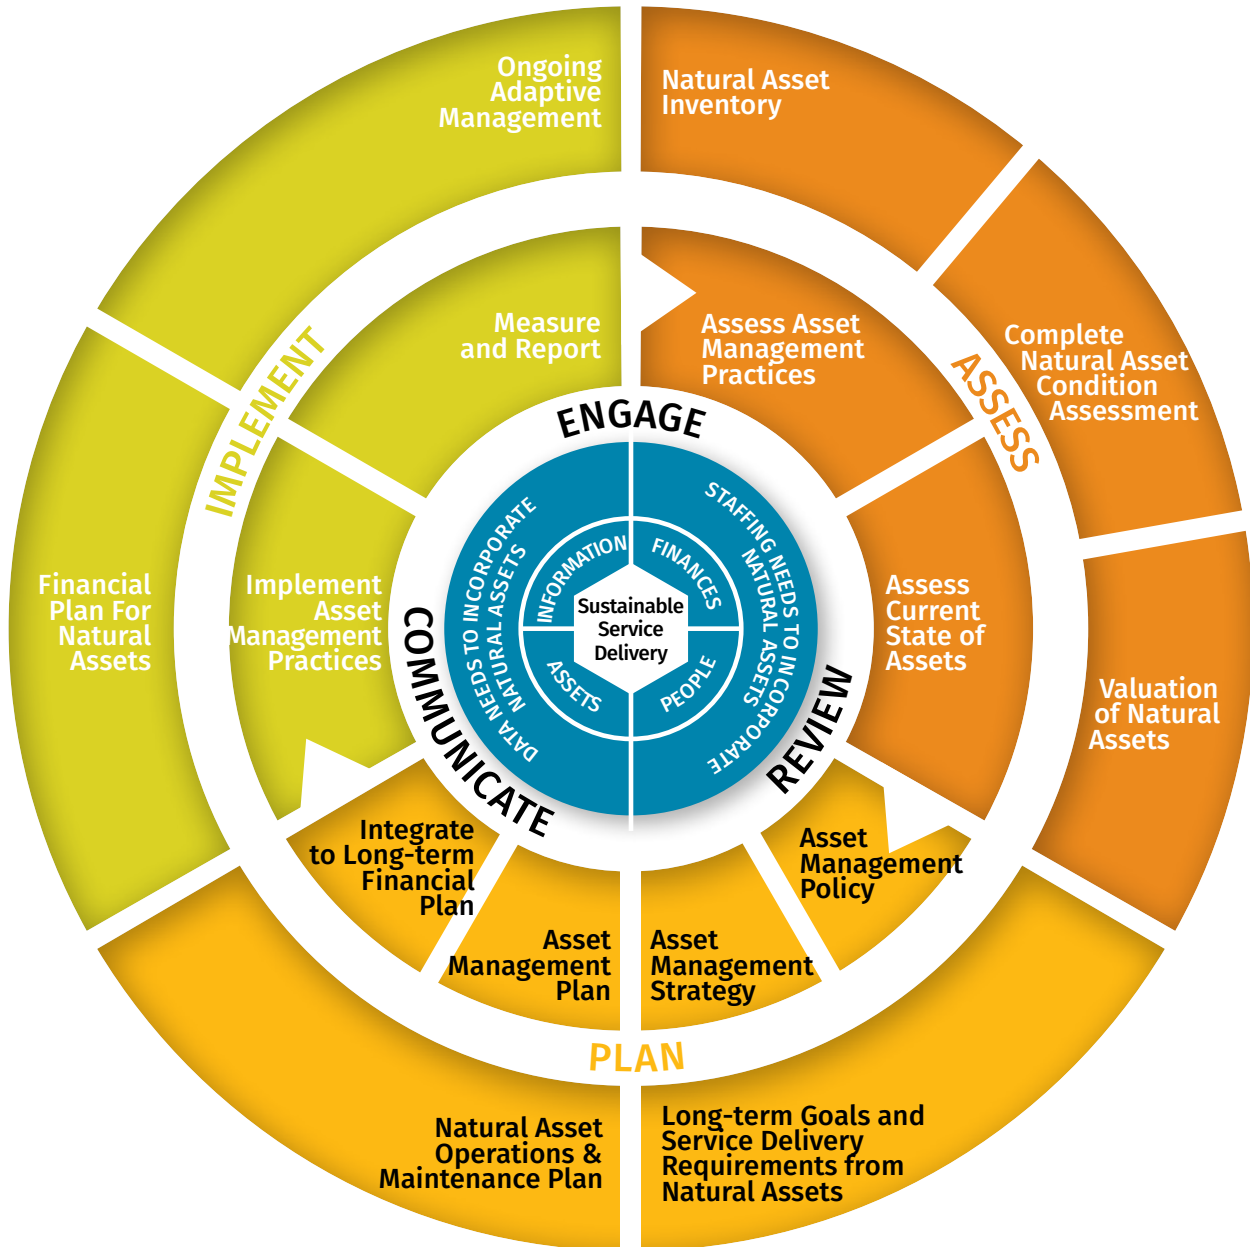 Ongoing
Adaptive
Management
Natural Asset
Inventory
Complete
Natural Asset
Condition
Assessment
Valuation
of Natural
Assets
Long-term Goals and
Service Delivery
Requirements from
Natural Assets
Natural Asset
Operations &
Maintenance Plan
Financial
Plan For
Natural
Assets
IMPLEMENT
ASSESS
PLAN
Measure
and Report
Assess Asset
Management
Practices
Assess
Current
State of
Assets
Asset
Management
Policy
Asset
Management
Strategy
Asset
Management
Plan
Integrate
to Long-term
Financial
Plan
Implement
Asset
Management
Practices
ENGAGE
REVIEW
COMMUNICATE
DATA NEEDS TO INCORPORATE
NATURAL ASSETS
STAFFING NEEDS TO INCORPORATE
NATURAL ASSETS
INFORMATION
FINANCES
ASSETS
PEOPLE
Sustainable
Service
Delivery